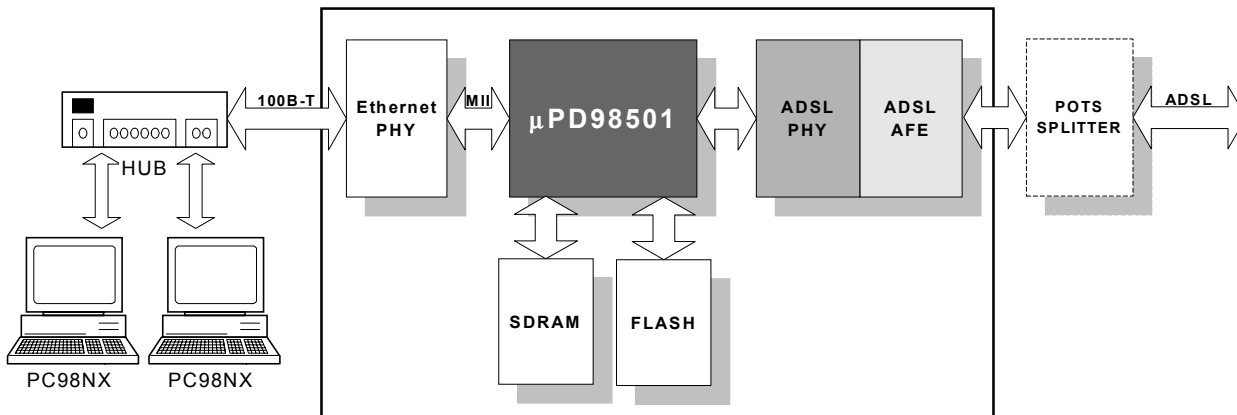 100B-T
Ethernet
PHY
MII
μPD98501
ADSL
PHY
ADSL
AFE
POTS
SPLITTER
ADSL
HUB
SDRAM
FLASH
PC98NX
PC98NX